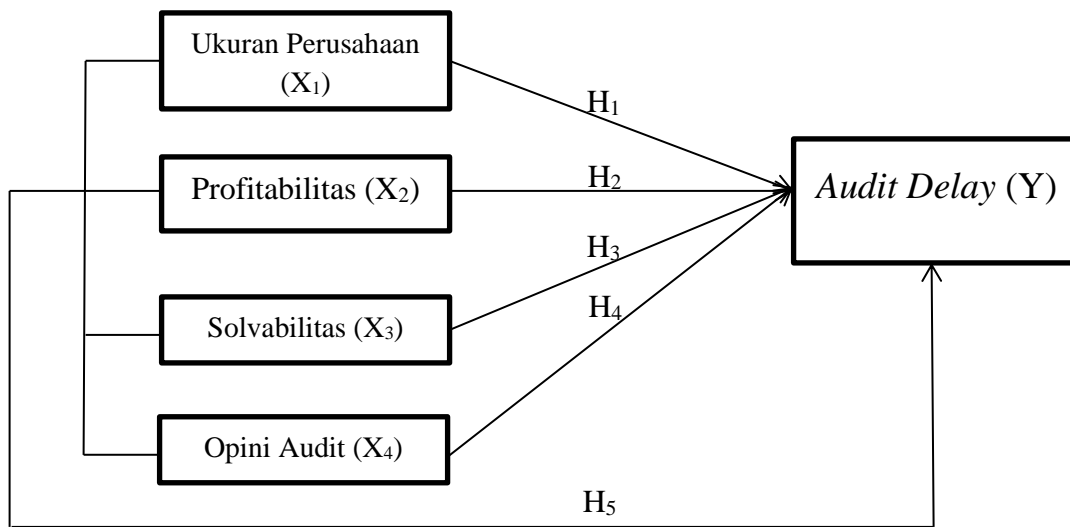 Ukuran Perusahaan
(X₁)
H₁
Profitabilitas (X₂)
H₂
Audit Delay (Y)
H₃
Solvabilitas (X₃)
H₄
Opini Audit (X₄)
H₅